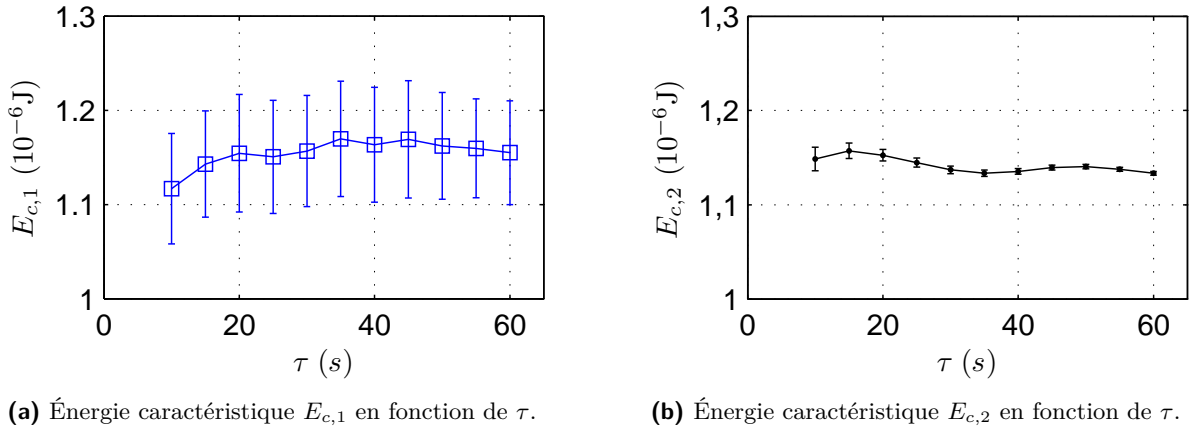 1.3
1.2
1.1
1
0
20
40
60
E_{c,1} (10^{-6}J)
τ (s)
(a) Énergie caractéristique E_{c,1} en fonction de τ.
1,3
1,2
1,1
1
0
20
40
60
E_{c,2} (10^{-6}J)
τ (s)
(b) Énergie caractéristique E_{c,2} en fonction de τ.